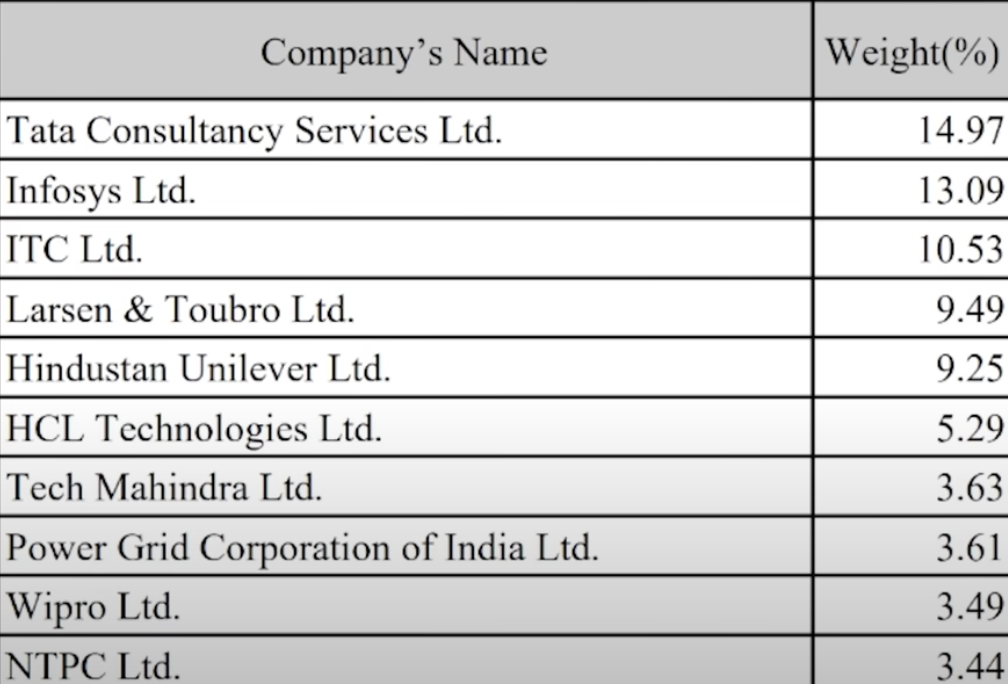 Company’s Name Weight(%)
Tata Consultancy Services Ltd. 14.97
Infosys Ltd. 13.09
ITC Ltd. 10.53
Larsen & Toubro Ltd. 9.49
Hindustan Unilever Ltd. 9.25
HCL Technologies Ltd. 5.29
Tech Mahindra Ltd. 3.63
Power Grid Corporation of India Ltd. 3.61
Wipro Ltd. 3.49
NTPC Ltd. 3.44